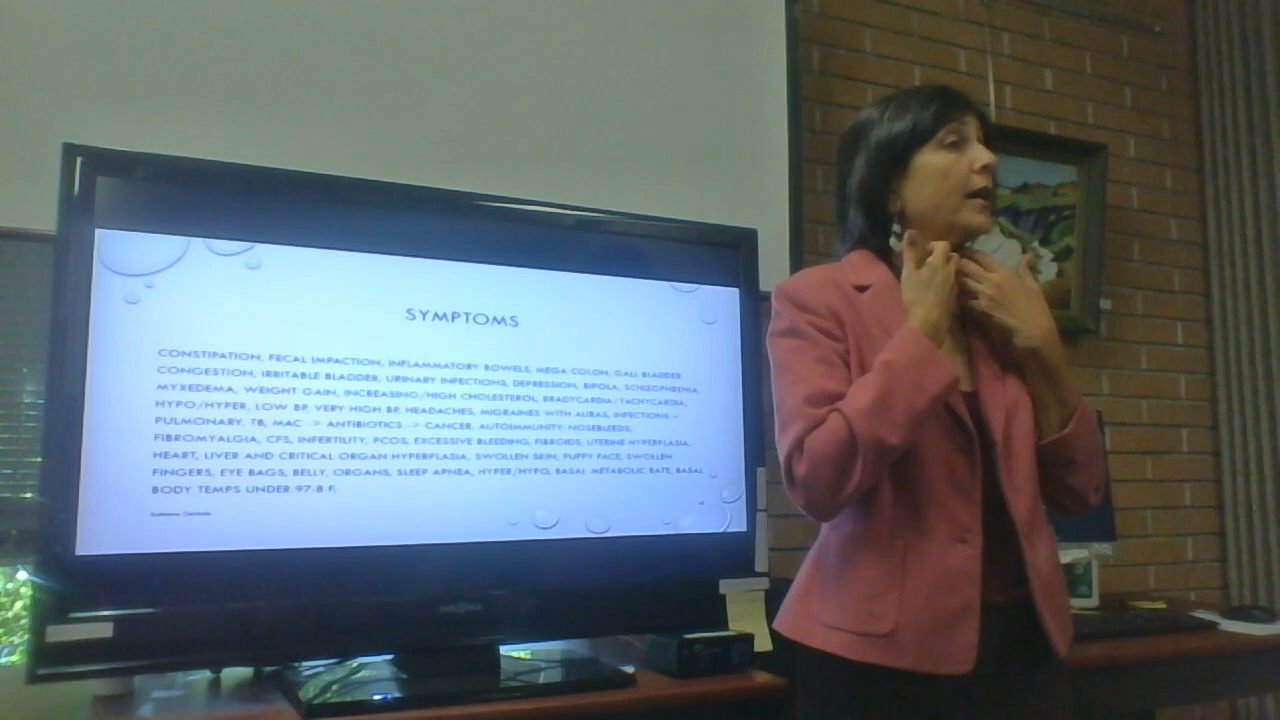 SYMPTOMS
CONSTIPATION, FECAL IMPACTION, INFLAMMATORY BOWELS, MEGA COLON, GALL BLADDER
CONGESTION, IRRITABLE BLADDER, URINARY INFECTIONS, DEPRESSION, BIPOLA, SCHIZOPHRENIA,
MYXEDEMA, WEIGHT GAIN, INCREASING/HIGH CHOLESTEROL, BRADYCARDIA/TACHYCARDIA,
HYPO/HYPER, LOW BP, VERY HIGH BP, HEADACHES, MIGRAINES WITH AURAS, INFECTIONS –
PULMONARY, TB, MAC -> ANTIBIOTICS -> CANCER, AUTOIMMUNITY, NOSEBLEEDS,
FIBROMYALGIA, CFS, INFERTILITY, PCOS, EXCESSIVE BLEEDING, FIBROIDS, UTERINE HYPERPLASIA,
HEART, LIVER AND CRITICAL ORGAN HYPERPLASIA, SWOLLEN SKIN, PUFFY FACE, SWOLLEN
FINGERS, EYE BAGS, BELLY, ORGANS, SLEEP APNEA, HYPER/HYPO, BASAL METABOLIC RATE, BASAL
BODY TEMPS UNDER 97.8 F.
INSIGNIA